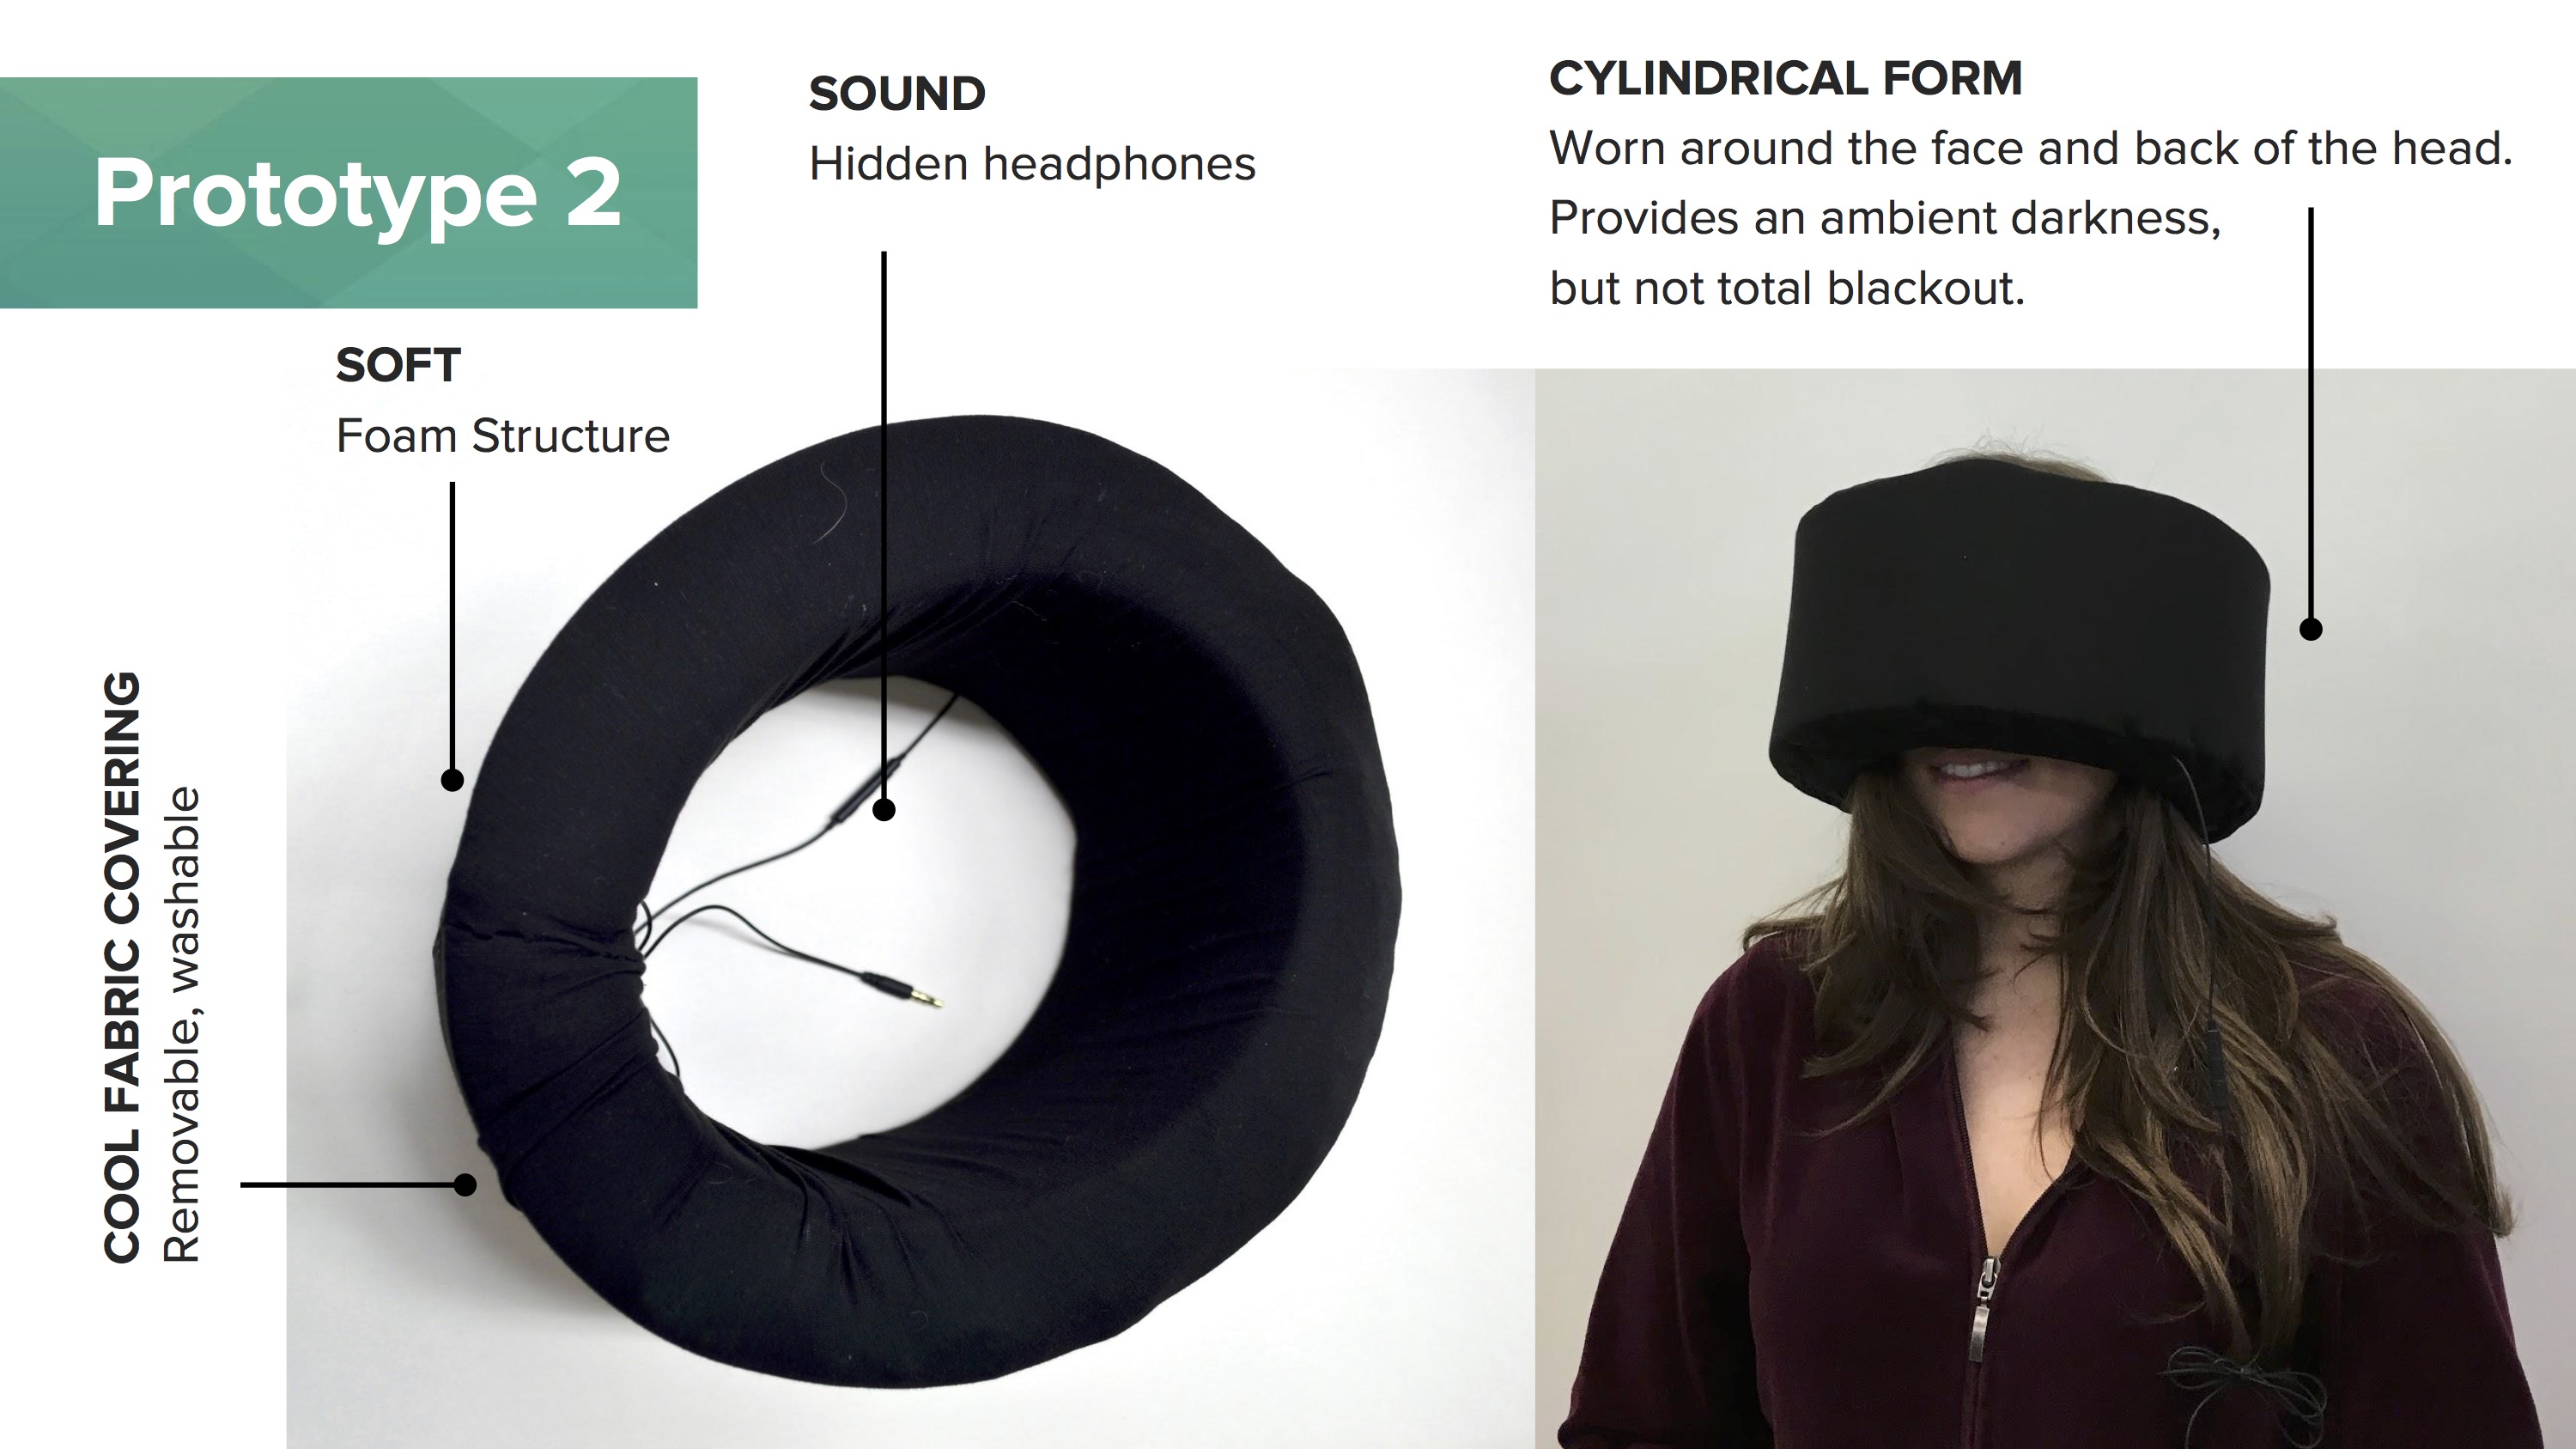 Prototype 2
SOUND
Hidden headphones
CYLINDRICAL FORM
Worn around the face and back of the head.
Provides an ambient darkness,
but not total blackout.
SOFT
Foam Structure
COOL FABRIC COVERING
Removable, washable